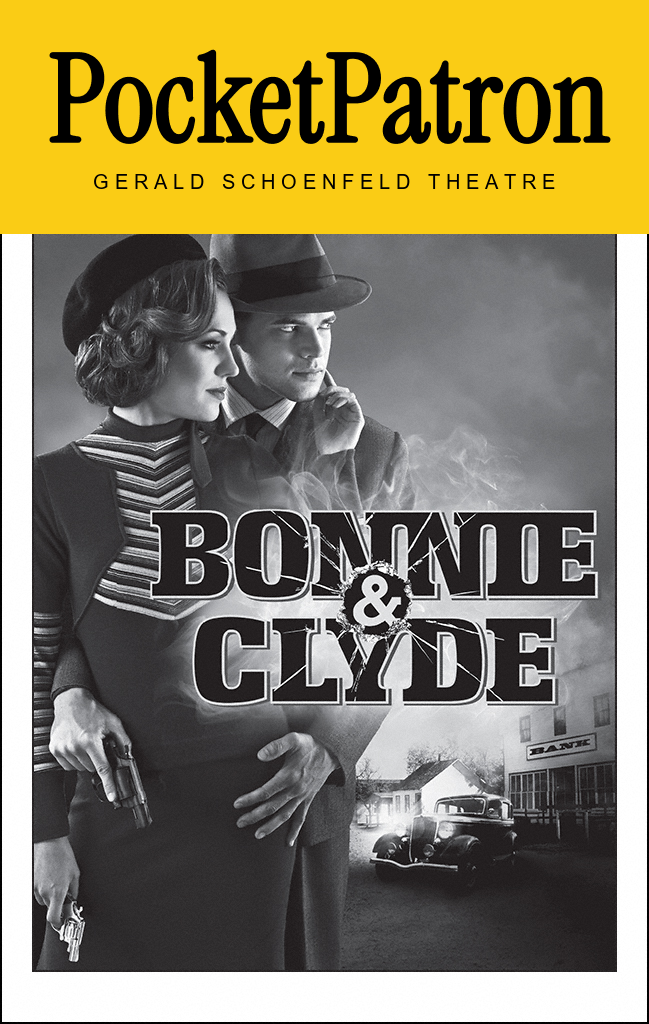 PocketPatron
GERALD SCHOENFELD THEATRE
BONNIE
&
CLYDE
BANK